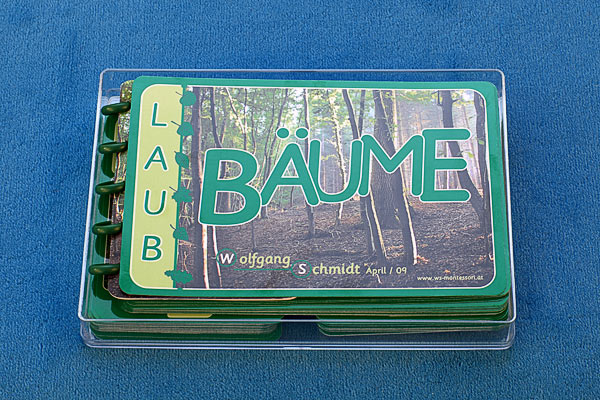 LAUB
BÄUME
Wolfgang Schmidt April / 09
www.ws-montessori.at